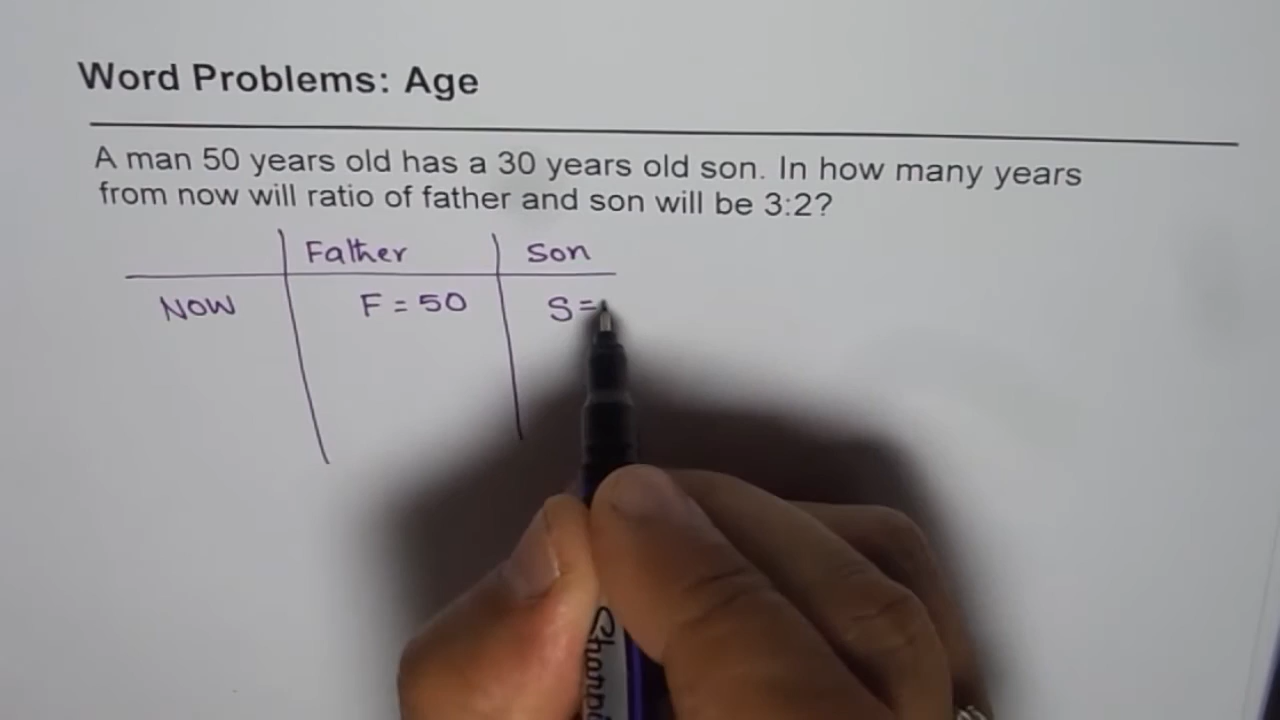 Word Problems: Age
A man 50 years old has a 30 years old son. In how many years
from now will ratio of father and son will be 3:2?
Father Son
NOW F = 50 S =